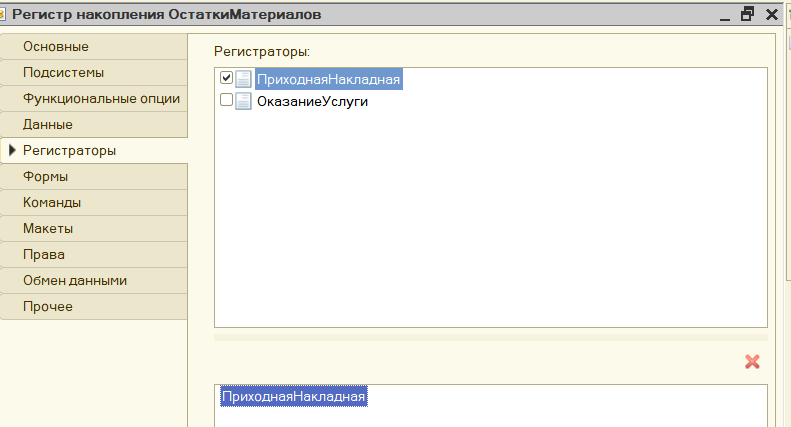 Регистр накопления ОстаткиМатериалов
Основные
Подсистемы
Функциональные опции
Данные
Регистраторы
Формы
Команды
Макеты
Права
Обмен данными
Прочее
Регистраторы:
ПриходнаяНакладная
ОказаниеУслуги
ПриходнаяНакладная